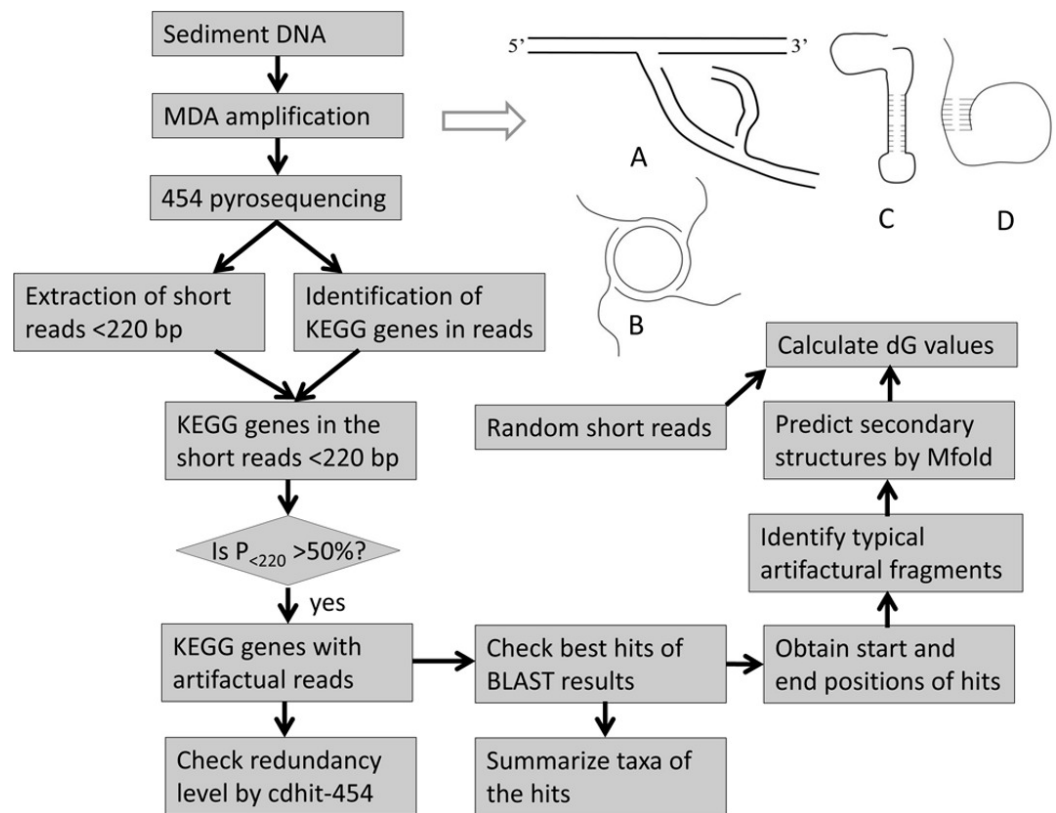 Sediment DNA
MDA amplification
454 pyrosequencing
Extraction of short
reads <220 bp
Identification of
KEGG genes in reads
KEGG genes in the
short reads <220 bp
Is P<220 >50%?
yes
KEGG genes with
artifactual reads
Check redundancy
level by cdhit-454
Check best hits of
BLAST results
Summarize taxa of
the hits
Obtain start and
end positions of hits
Identify typical
artifactural fragments
Predict secondary
structures by Mfold
Random short reads
Calculate dG values
5’
3’
A
B
C
D